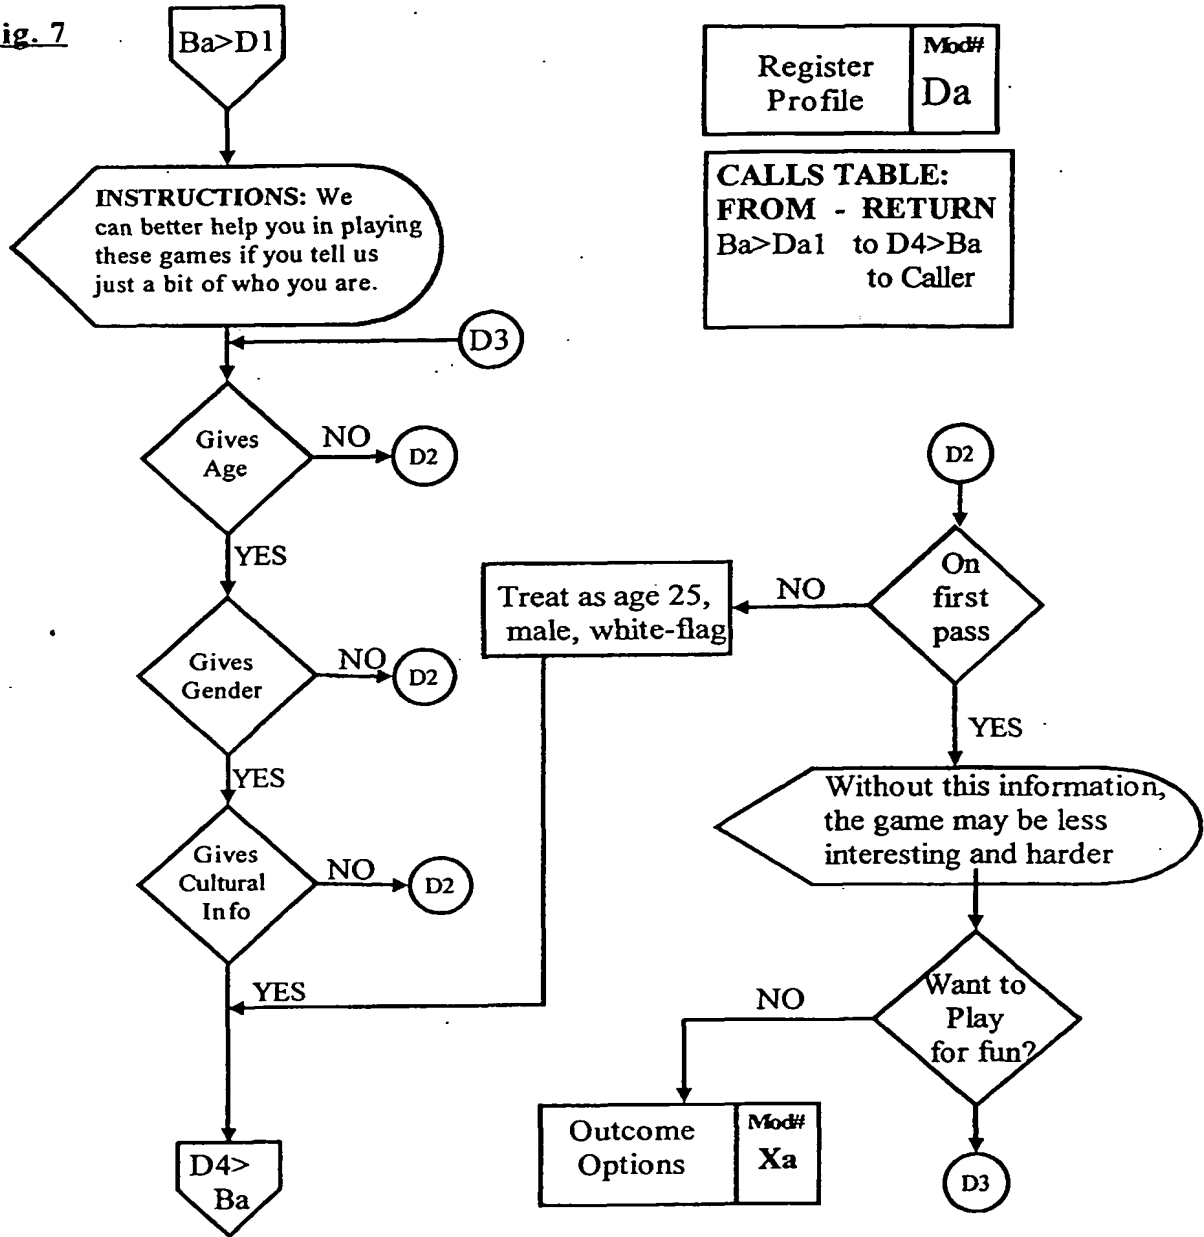 ig. 7
Ba>D1
Register
Profile
Mod#
Da
CALLS TABLE:
FROM - RETURN
Ba>Da1 to D4>Ba
to Caller
INSTRUCTIONS: We
can better help you in playing
these games if you tell us
just a bit of who you are.
D3
Gives
Age
NO
D2
YES
Gives
Gender
NO
D2
YES
Gives
Cultural
Info
NO
D2
YES
D4>
Ba
D2
On
first
pass
NO
Treat as age 25,
male, white-flag
YES
Without this information,
the game may be less
interesting and harder
Want to
Play
for fun?
NO
Outcome
Options
Mod#
Xa
D3